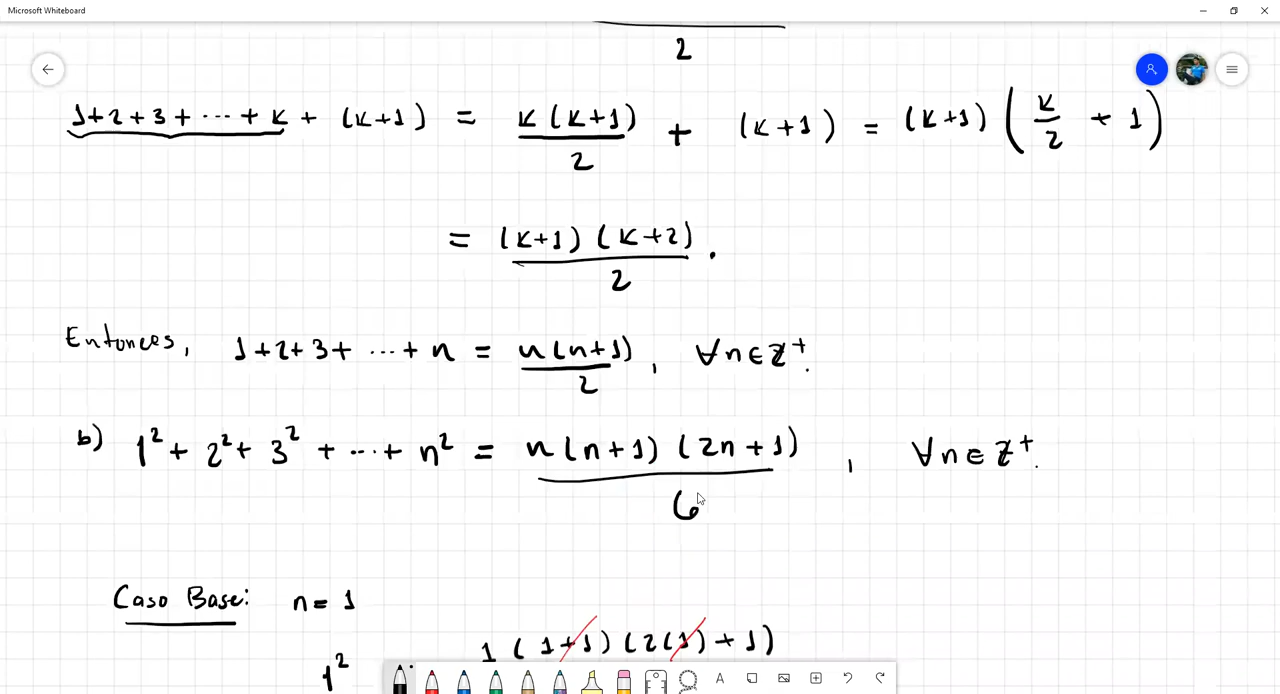 Microsoft Whiteboard
2
1+2+3+ ... + K + (K+1) = K(K+1)/2 + (K+1) = (K+1) (K/2 + 1)
= (K+1) (K+2)/2 .
Entonces, 1+2+3+ ... + n = n(n+1)/2 , ∀n∈Z⁺.
b) 1² + 2² + 3² + ... + n² = n(n+1) (2n+1)/6 , ∀n∈Z⁺.
Caso Base: n = 1
1² 1 (1+1) (2(1)+1)
A